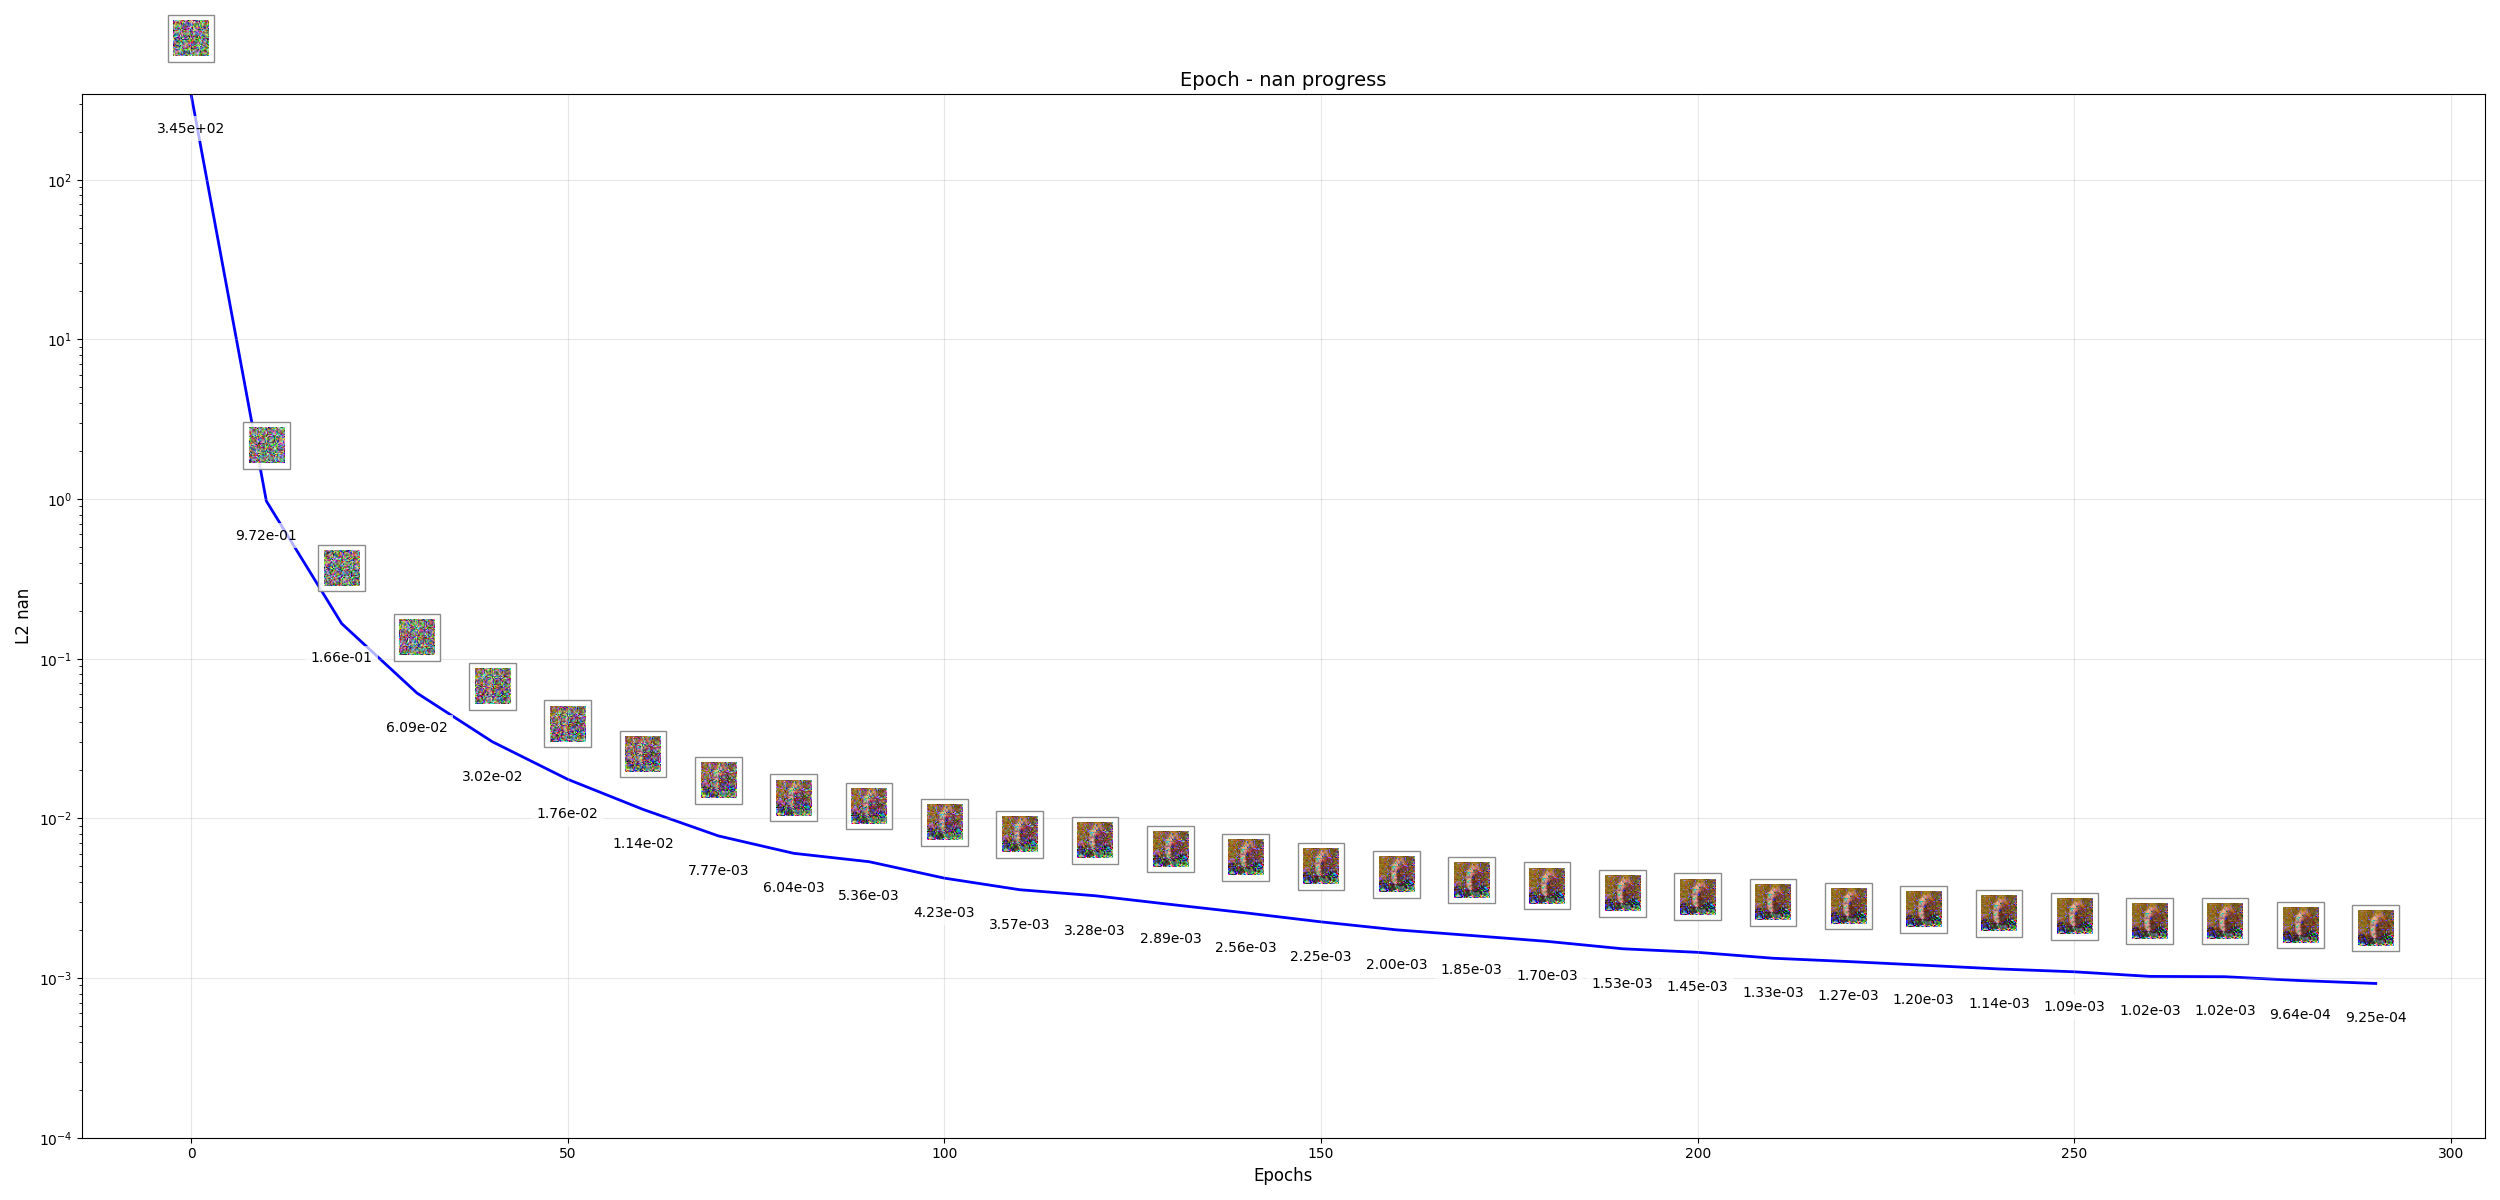 Epoch - nan progress
L2 nan
10²
10¹
10⁰
10⁻¹
10⁻²
10⁻³
10⁻⁴
3.45e+02
9.72e-01
1.66e-01
6.09e-02
3.02e-02
1.76e-02
1.14e-02
7.77e-03
6.04e-03
5.36e-03
4.23e-03
3.57e-03
3.28e-03
2.89e-03
2.56e-03
2.25e-03
2.00e-03
1.85e-03
1.70e-03
1.53e-03
1.45e-03
1.33e-03
1.27e-03
1.20e-03
1.14e-03
1.09e-03
1.02e-03
1.02e-03
9.64e-04
9.25e-04
0 50 100 150 200 250 300
Epochs